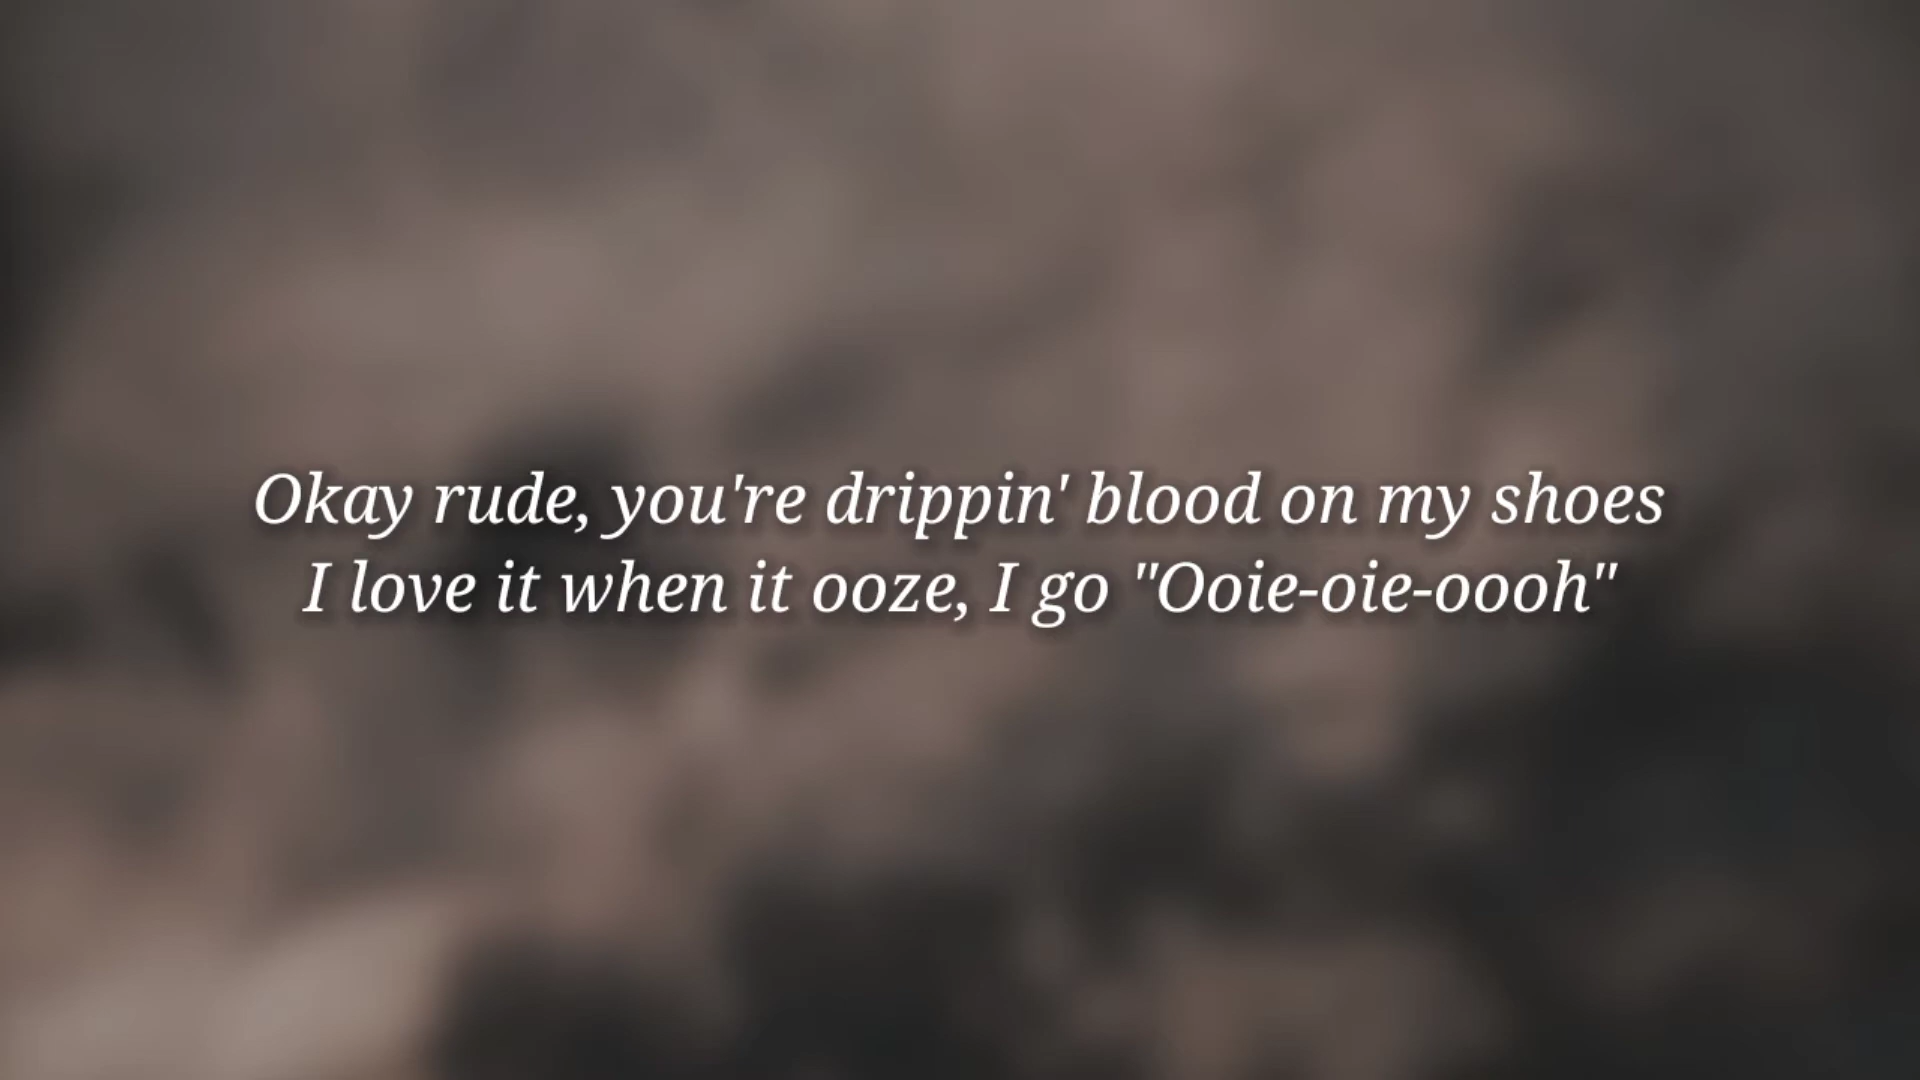 Okay rude, you're drippin' blood on my shoes
I love it when it ooze, I go "Ooie-oie-oooh"